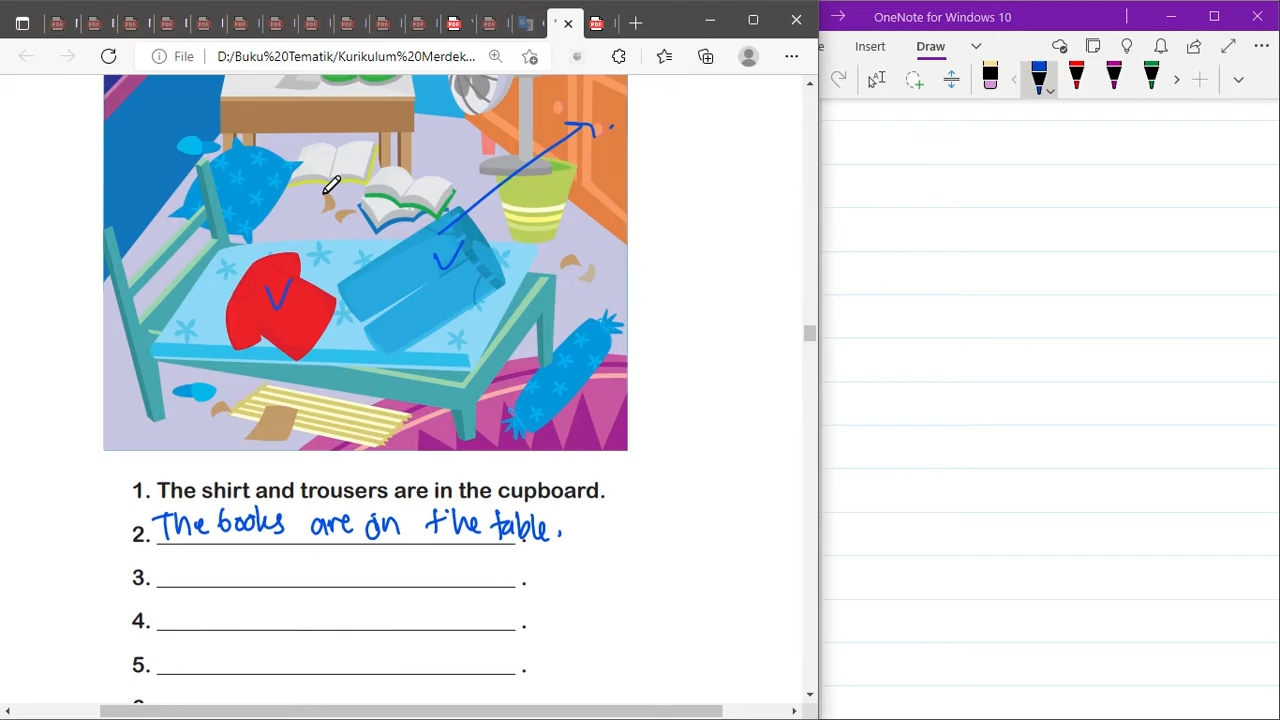 OneNote for Windows 10
File D:/Buku%20Tematik/Kurikulum%20Merdek...
Insert Draw
1. The shirt and trousers are in the cupboard.
2. The books are on the table.
3. .
4. .
5. .